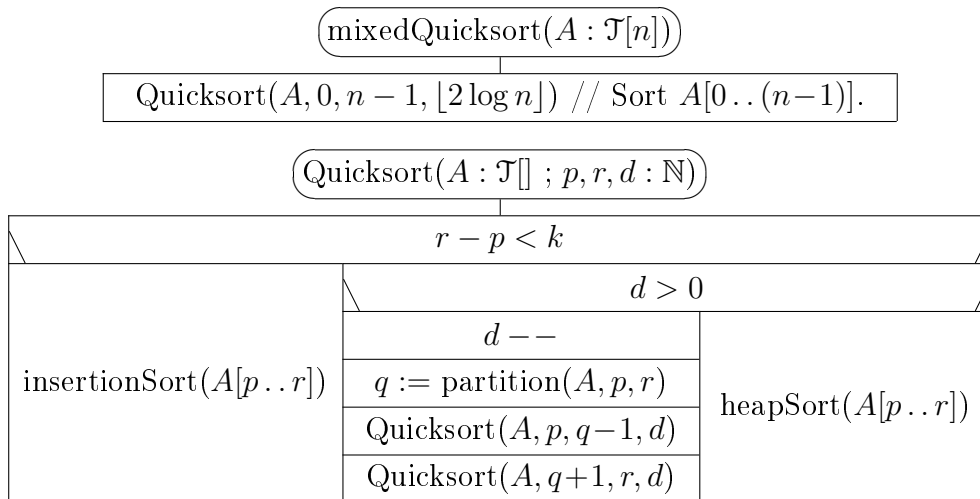 mixedQuicksort(A : 𝒯[n])
Quicksort(A, 0, n − 1, ⌊2 log n⌋) // Sort A[0 . . (n−1)].
Quicksort(A : 𝒯[] ; p, r, d : ℕ)
r − p < k
d > 0
d − −
insertionSort(A[p . . r])
q := partition(A, p, r)
heapSort(A[p . . r])
Quicksort(A, p, q−1, d)
Quicksort(A, q+1, r, d)